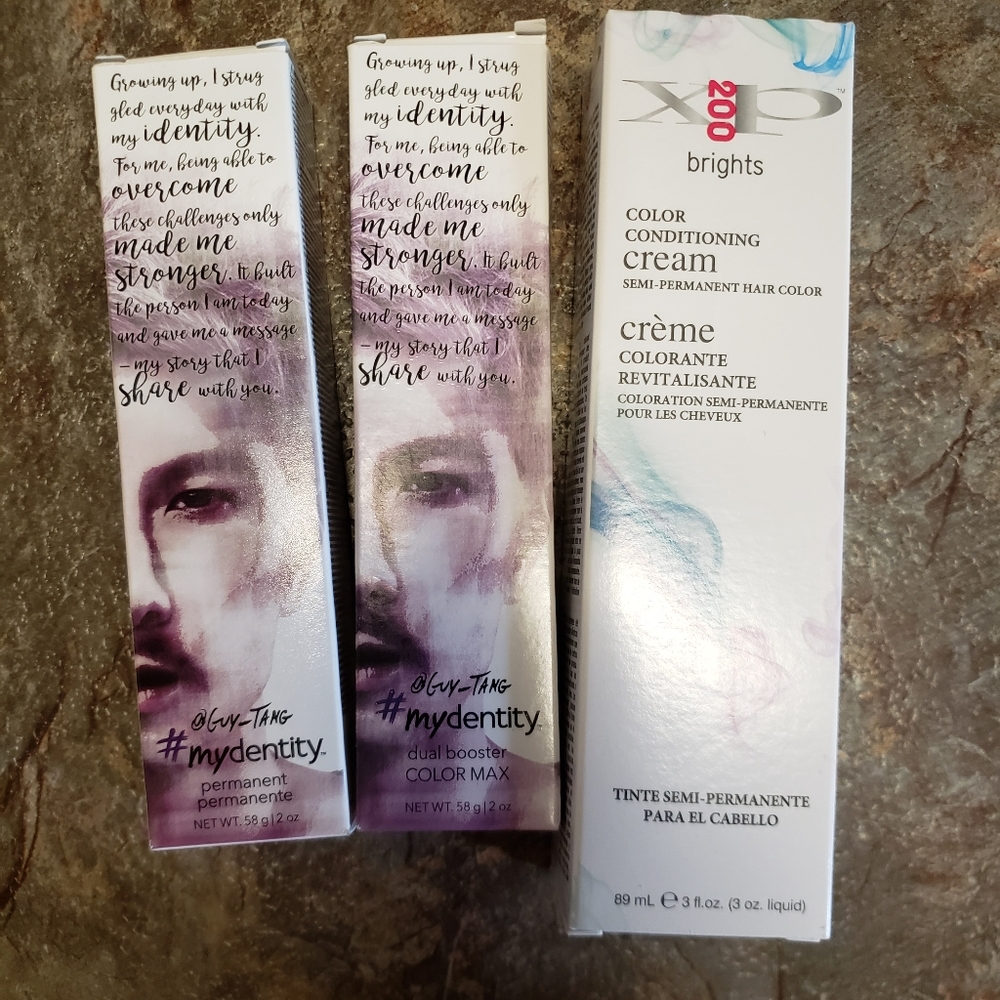 Growing up, I strug
gled everyday with
my identity.
For me, being able to
overcome
these challenges only
made me
stronger. It built
the person I am today
and gave me a message
– my story that I
share with you.
@Guy_Tang
#mydentity™
permanent
permanente
NET WT. 58 g | 2 oz
Growing up, I strug
gled everyday with
my identity.
For me, being able to
overcome
these challenges only
made me
stronger. It built
the person I am today
and gave me a message
– my story that I
share with you.
@Guy_Tang
#mydentity™
dual booster
COLOR MAX
NET WT. 58 g | 2 oz
xp™
200
brights
COLOR
CONDITIONING
cream
SEMI-PERMANENT HAIR COLOR
crème
COLORANTE
REVITALISANTE
COLORATION SEMI-PERMANENTE
POUR LES CHEVEUX
TINTE SEMI-PERMANENTE
PARA EL CABELLO
89 mL ℮ 3 fl.oz. (3 oz. liquid)